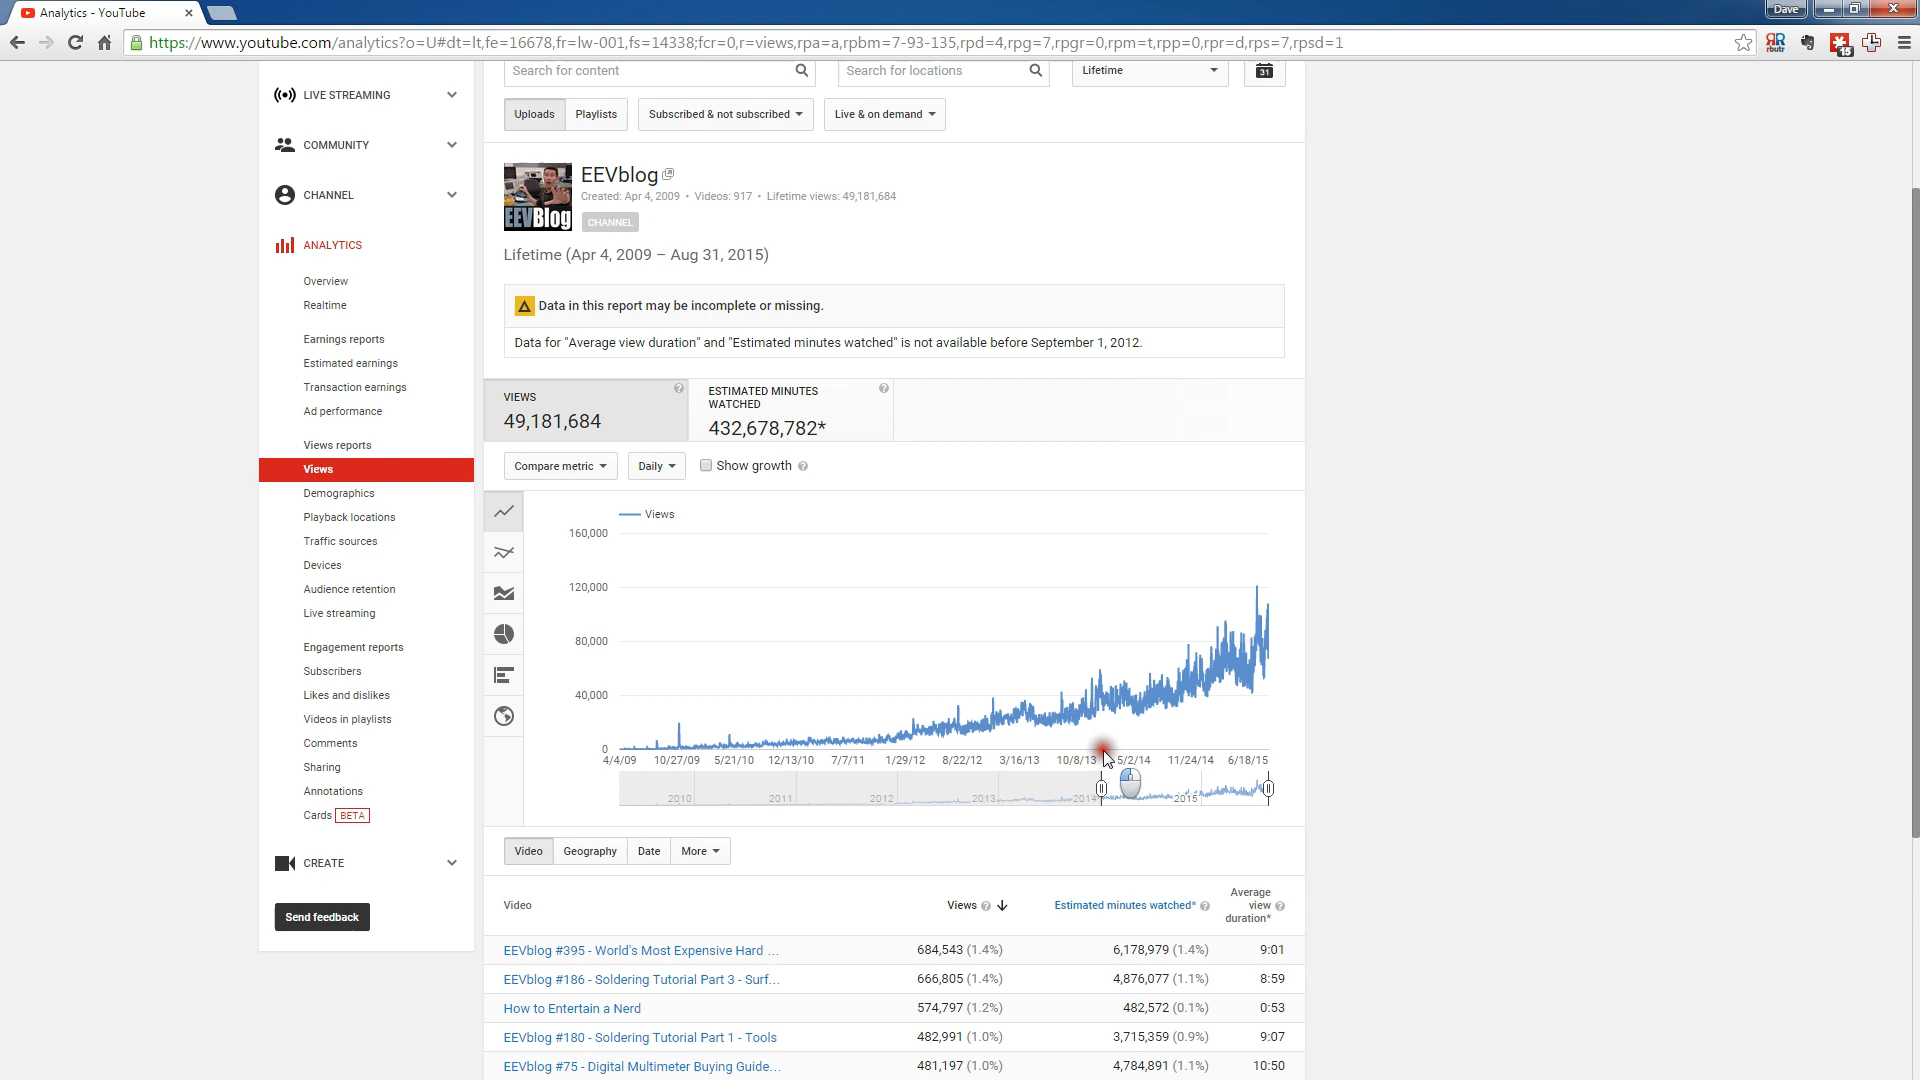 Analytics - YouTube
Dave
https://www.youtube.com/analytics?o=U#dt=lt,fe=16678,fr=lw-001,fs=14338;fcr=0,r=views,rpa=a,rpbm=7-93-135,rpd=4,rpg=7,rpgr=0,rpm=t,rpp=0,rpr=d,rps=7,rpsd=1
rbutr
15
Search for content
Search for locations
Lifetime
31
Uploads
Playlists
Subscribed & not subscribed
Live & on demand
LIVE STREAMING
COMMUNITY
CHANNEL
ANALYTICS
Overview
Realtime
Earnings reports
Estimated earnings
Transaction earnings
Ad performance
Views reports
Views
Demographics
Playback locations
Traffic sources
Devices
Audience retention
Live streaming
Engagement reports
Subscribers
Likes and dislikes
Videos in playlists
Comments
Sharing
Annotations
Cards BETA
CREATE
Send feedback
EEVBlog
EEVblog
Created: Apr 4, 2009 • Videos: 917 • Lifetime views: 49,181,684
CHANNEL
Lifetime (Apr 4, 2009 – Aug 31, 2015)
Data in this report may be incomplete or missing.
Data for "Average view duration" and "Estimated minutes watched" is not available before September 1, 2012.
VIEWS
49,181,684
ESTIMATED MINUTES
WATCHED
432,678,782*
Compare metric
Daily
Show growth
Views
160,000
120,000
80,000
40,000
0
4/4/09 10/27/09 5/21/10 12/13/10 7/7/11 1/29/12 8/22/12 3/16/13 10/8/13 5/2/14 11/24/14 6/18/15
2010 2011 2012 2013 2014 2015
Video
Geography
Date
More
Video Views Estimated minutes watched* Average view duration*
EEVblog #395 - World's Most Expensive Hard ... 684,543 (1.4%) 6,178,979 (1.4%) 9:01
EEVblog #186 - Soldering Tutorial Part 3 - Surf... 666,805 (1.4%) 4,876,077 (1.1%) 8:59
How to Entertain a Nerd 574,797 (1.2%) 482,572 (0.1%) 0:53
EEVblog #180 - Soldering Tutorial Part 1 - Tools 482,991 (1.0%) 3,715,359 (0.9%) 9:07
EEVblog #75 - Digital Multimeter Buying Guide... 481,197 (1.0%) 4,784,891 (1.1%) 10:50